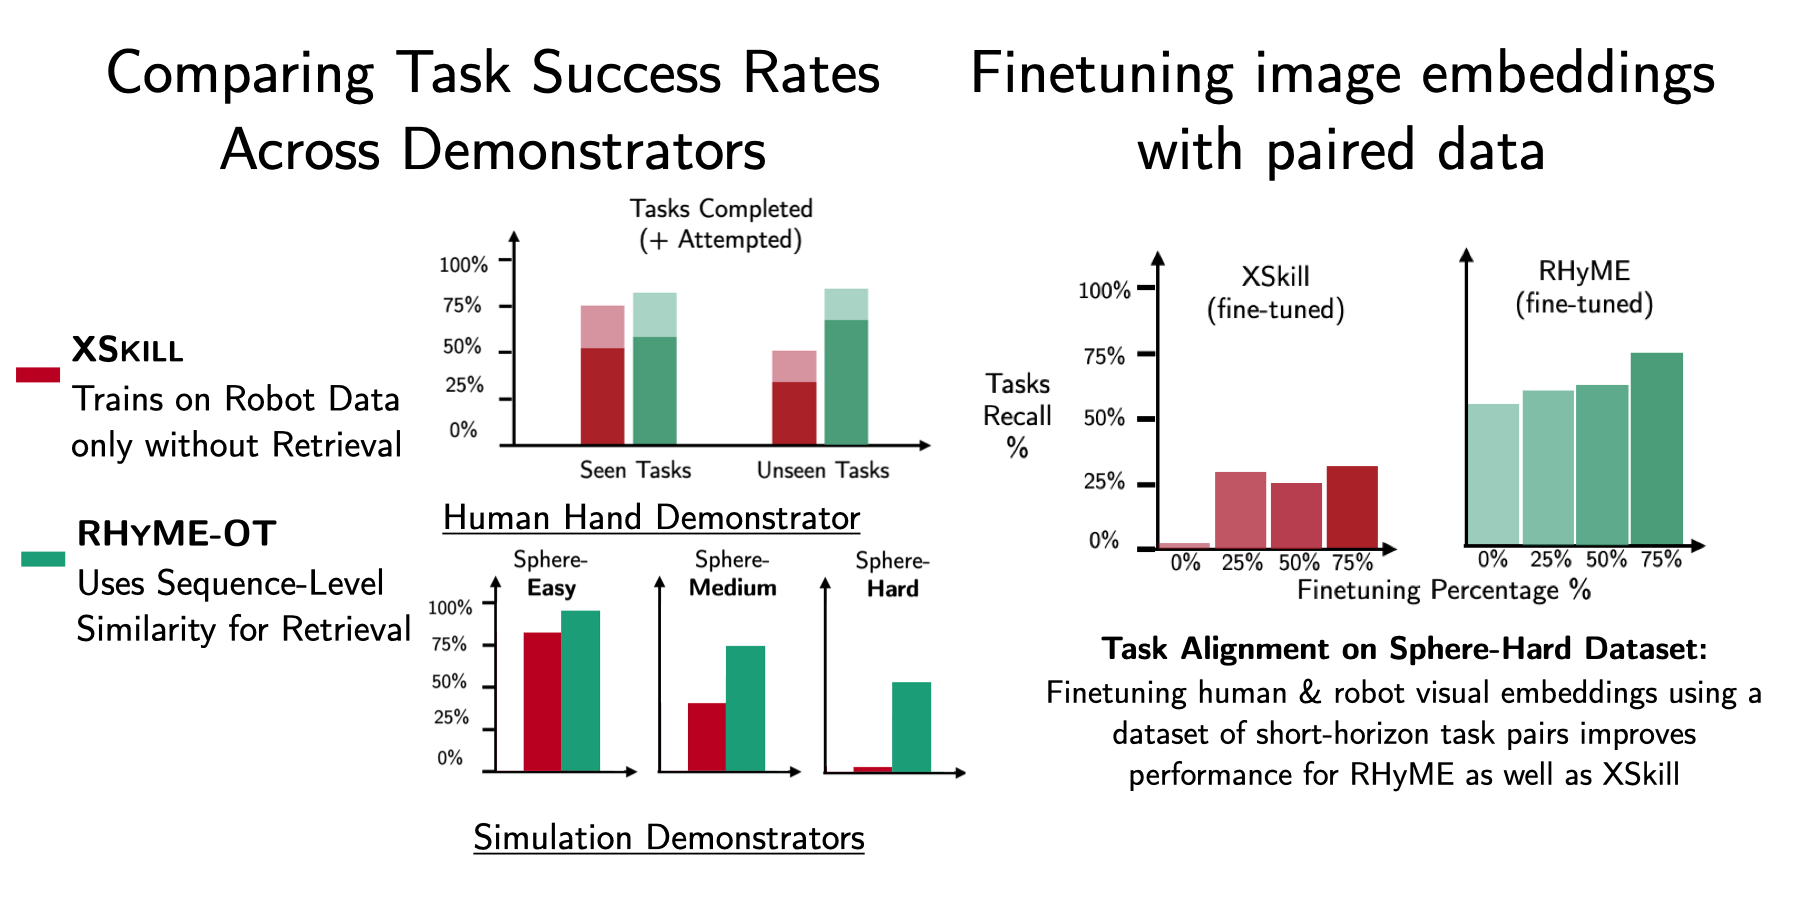 Comparing Task Success Rates
Across Demonstrators
XSKILL
Trains on Robot Data
only without Retrieval
RHYME-OT
Uses Sequence-Level
Similarity for Retrieval
Tasks Completed
(+ Attempted)
100%
75%
50%
25%
0%
Seen Tasks
Unseen Tasks
Human Hand Demonstrator
Sphere-
Easy
Sphere-
Medium
Sphere-
Hard
100%
75%
50%
25%
0%
Simulation Demonstrators
Finetuning image embeddings
with paired data
XSkill
(fine-tuned)
RHyME
(fine-tuned)
Tasks
Recall
%
100%
75%
50%
25%
0%
0% 25% 50% 75%
0% 25% 50% 75%
Finetuning Percentage %
Task Alignment on Sphere-Hard Dataset:
Finetuning human & robot visual embeddings using a
dataset of short-horizon task pairs improves
performance for RHyME as well as XSkill